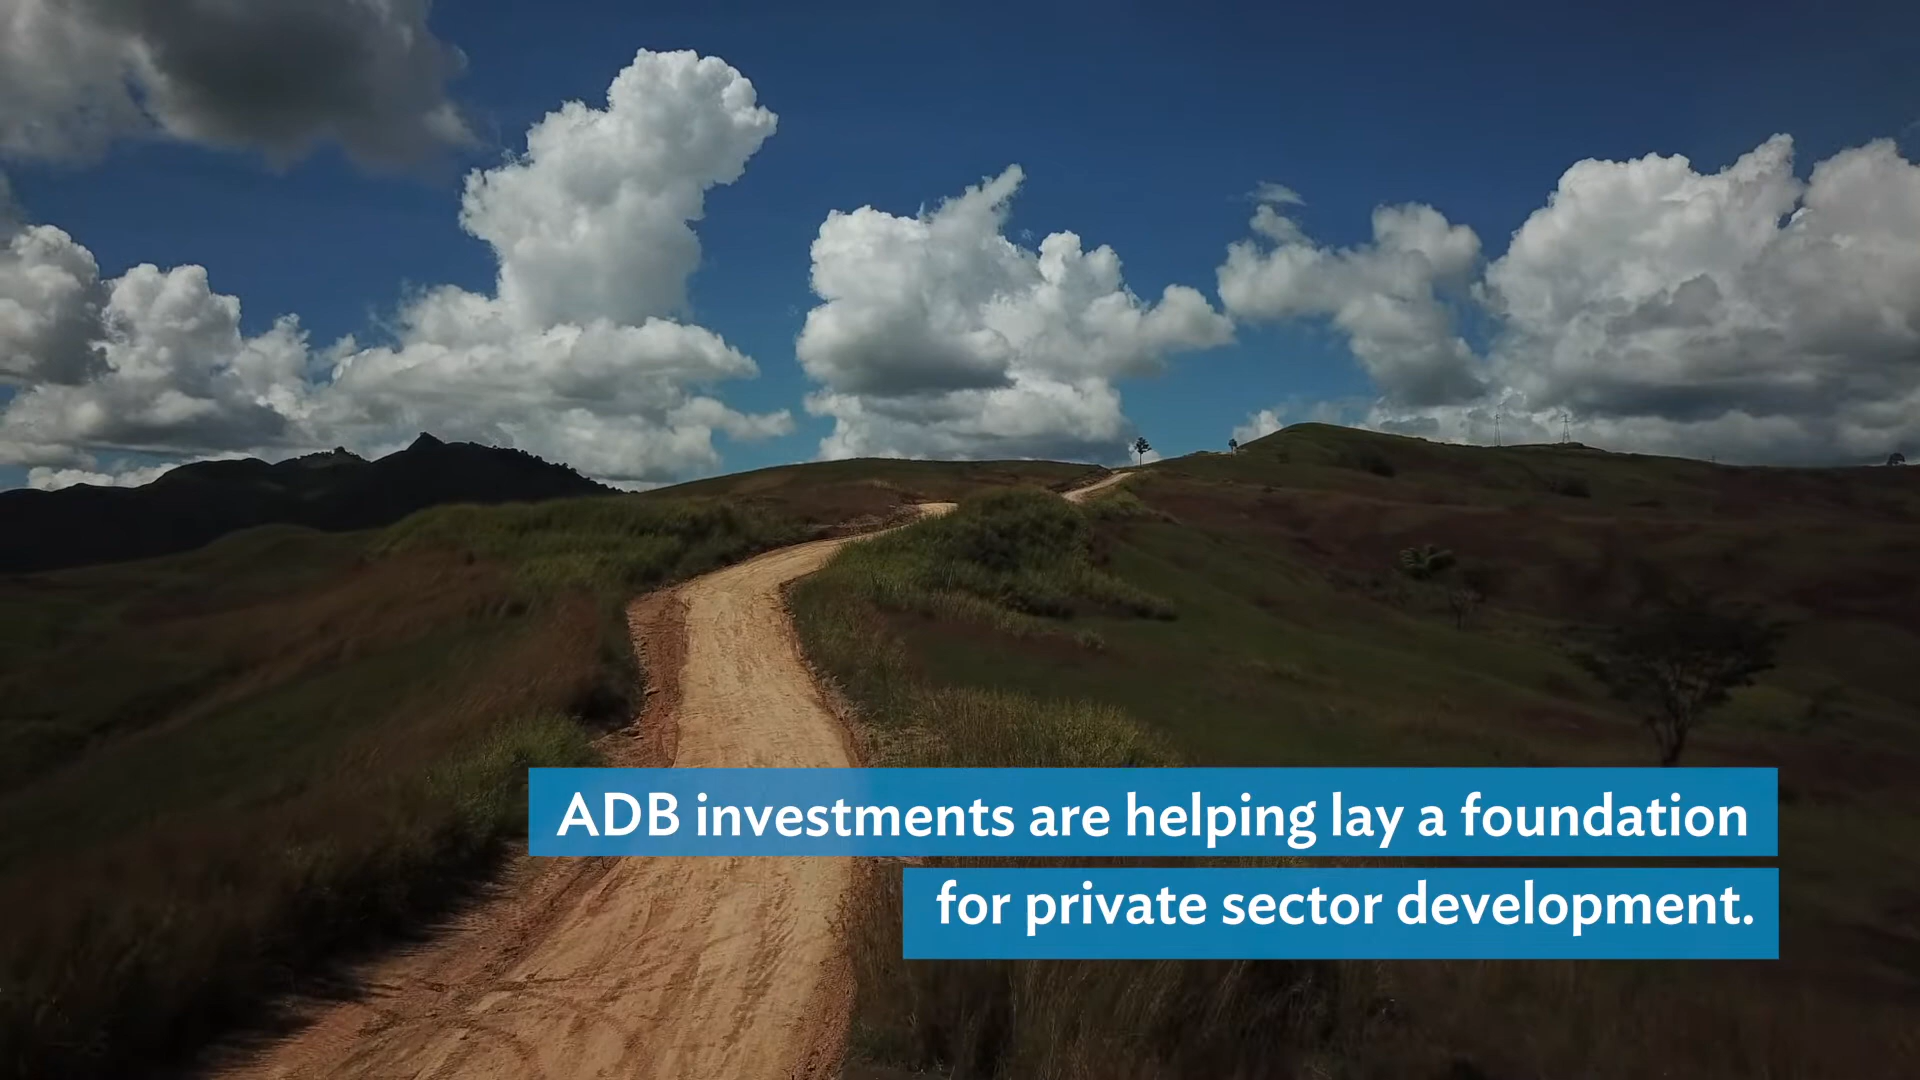 ADB investments are helping lay a foundation
for private sector development.